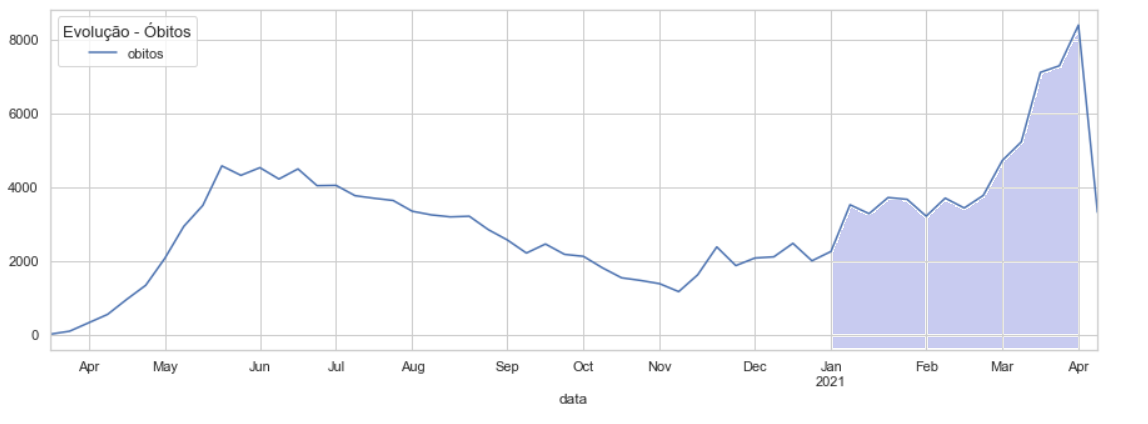 Evolução - Óbitos
obitos
8000
6000
4000
2000
0
Apr May Jun Jul Aug Sep Oct Nov Dec Jan Feb Mar Apr
2021
data